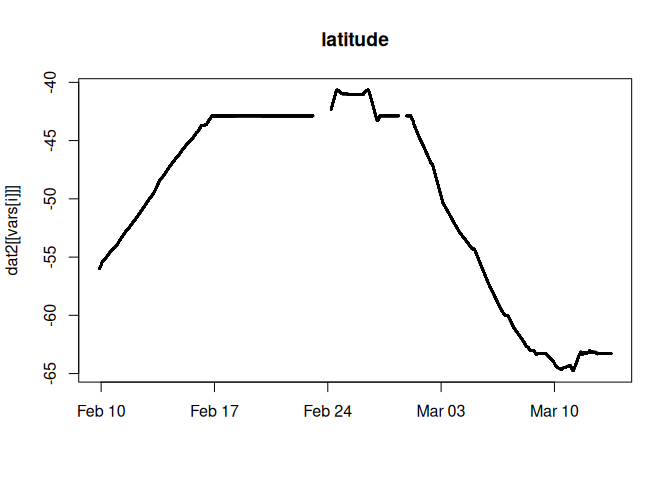 latitude
dat2[[vars[i]]]
-40
-45
-50
-55
-60
-65
Feb 10
Feb 17
Feb 24
Mar 03
Mar 10